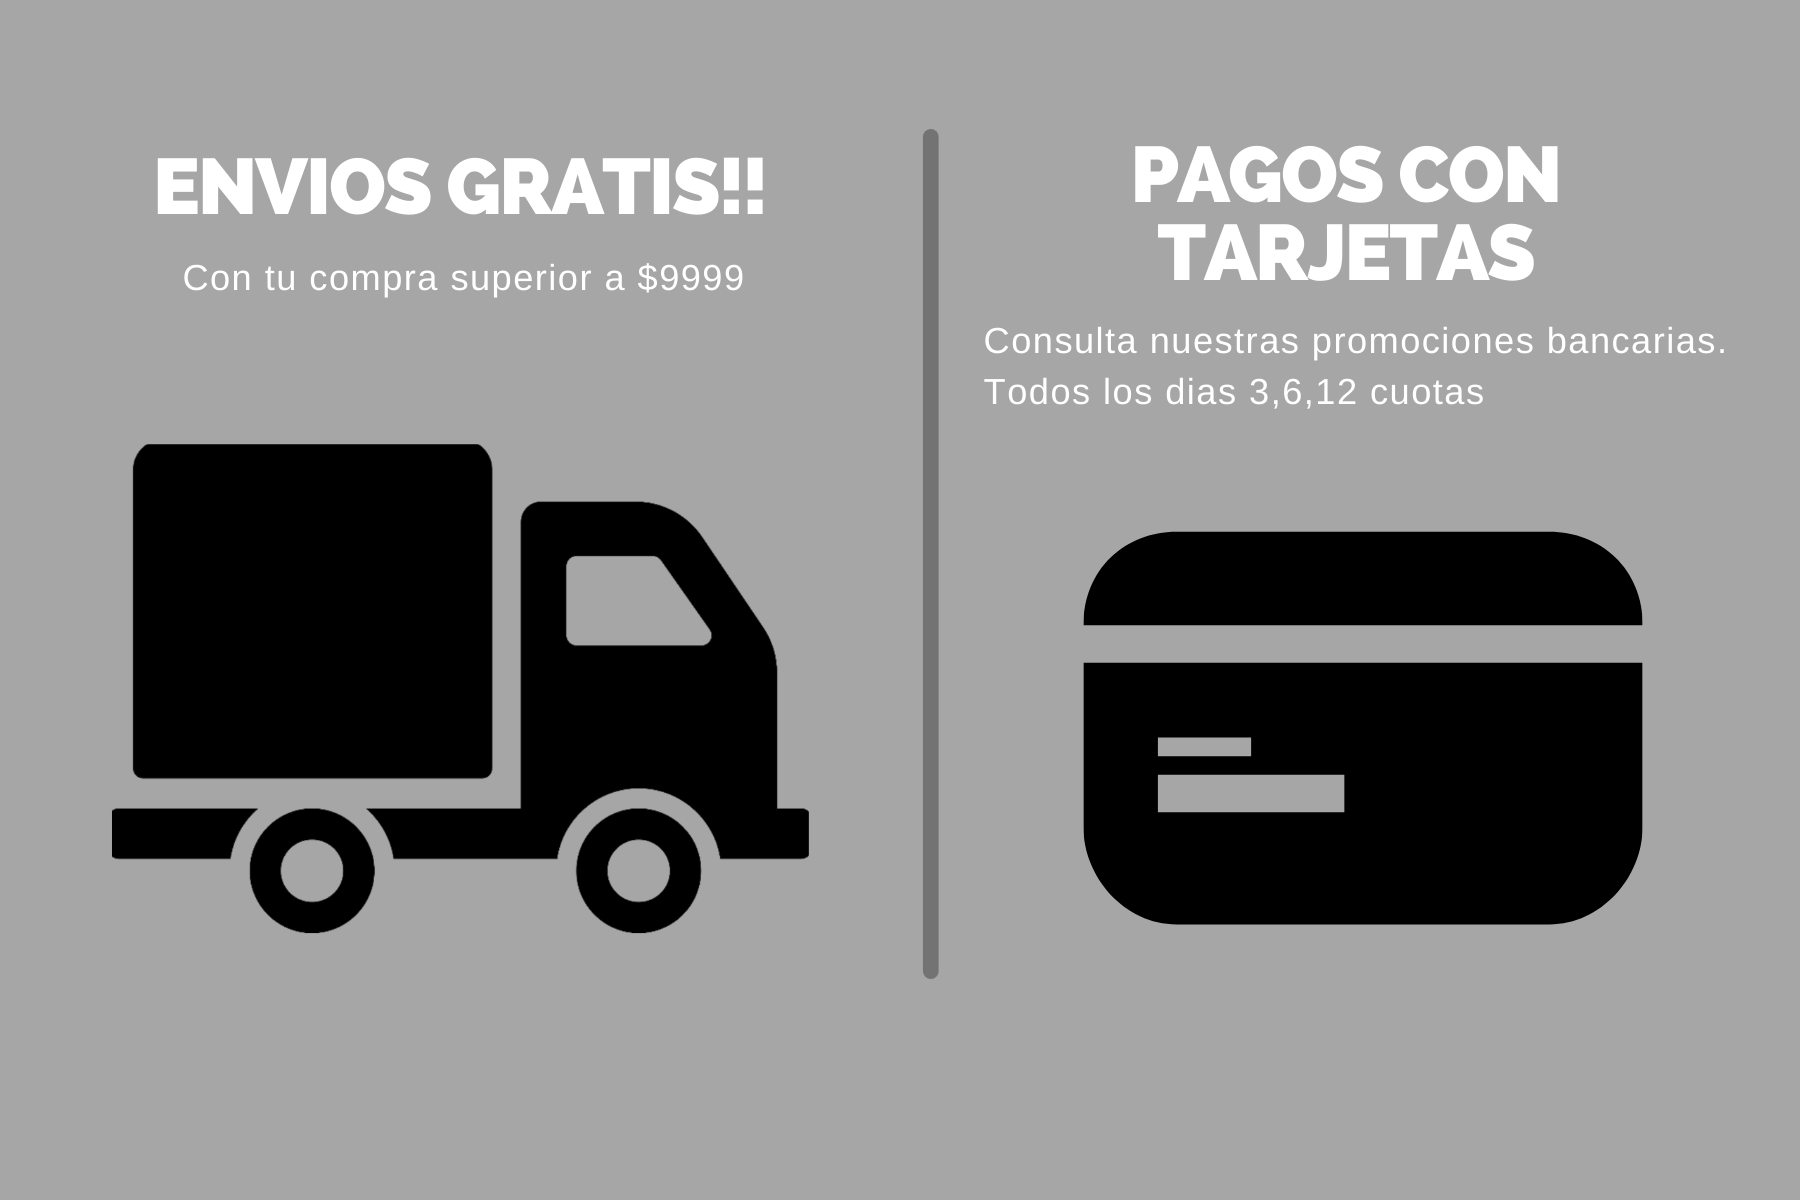 ENVIOS GRATIS!!
Con tu compra superior a $9999
PAGOS CON
TARJETAS
Consulta nuestras promociones bancarias.
Todos los dias 3,6,12 cuotas